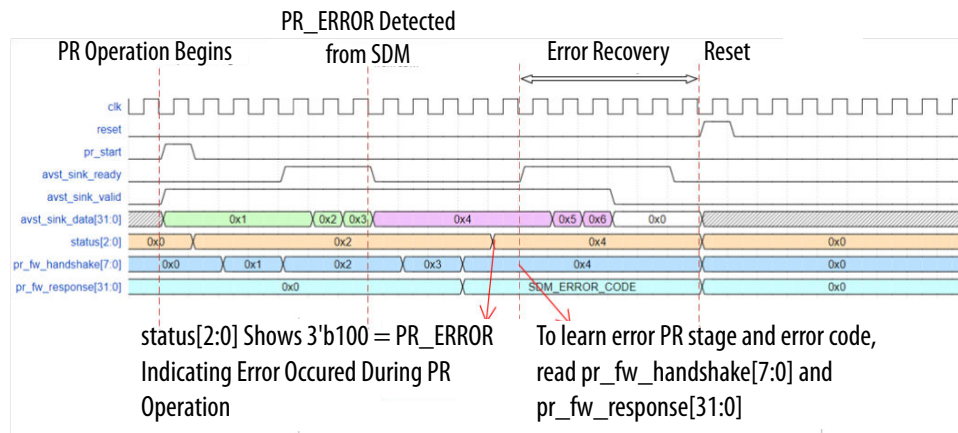 PR_ERROR Detected
PR Operation Begins from SDM Error Recovery Reset
clk
reset
pr_start
avst_sink_ready
avst_sink_valid
avst_sink_data[31:0] 0x1 0x2 0x3 0x4 0x5 0x6 0x0
status[2:0] 0x0 0x2 0x4 0x0
pr_fw_handshake[7:0] 0x0 0x1 0x2 0x3 0x4 0x0
pr_fw_response[31:0] 0x0 SDM_ERROR_CODE 0x0
status[2:0] Shows 3'b100 = PR_ERROR
Indicating Error Occured During PR
Operation
To learn error PR stage and error code,
read pr_fw_handshake[7:0] and
pr_fw_response[31:0]